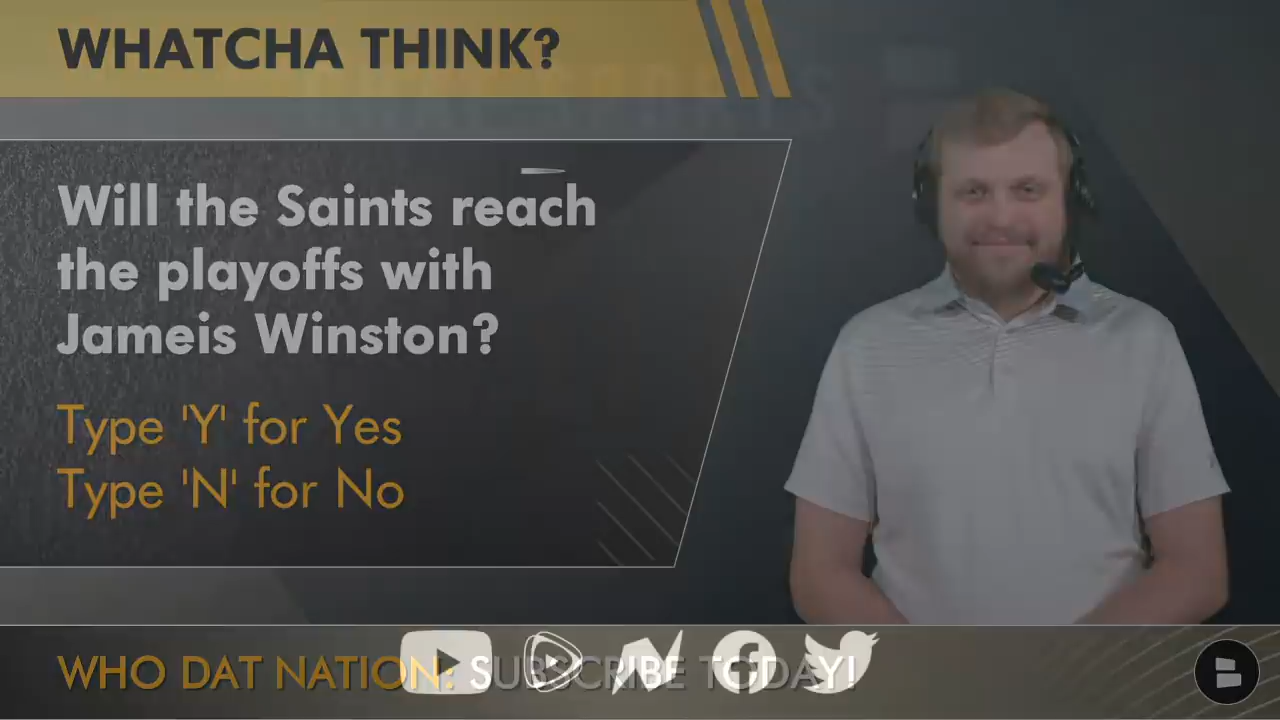 WHATCHA THINK?
Will the Saints reach
the playoffs with
Jameis Winston?
Type 'Y' for Yes
Type 'N' for No
WHO DAT NATION: SUBSCRIBE TODAY!